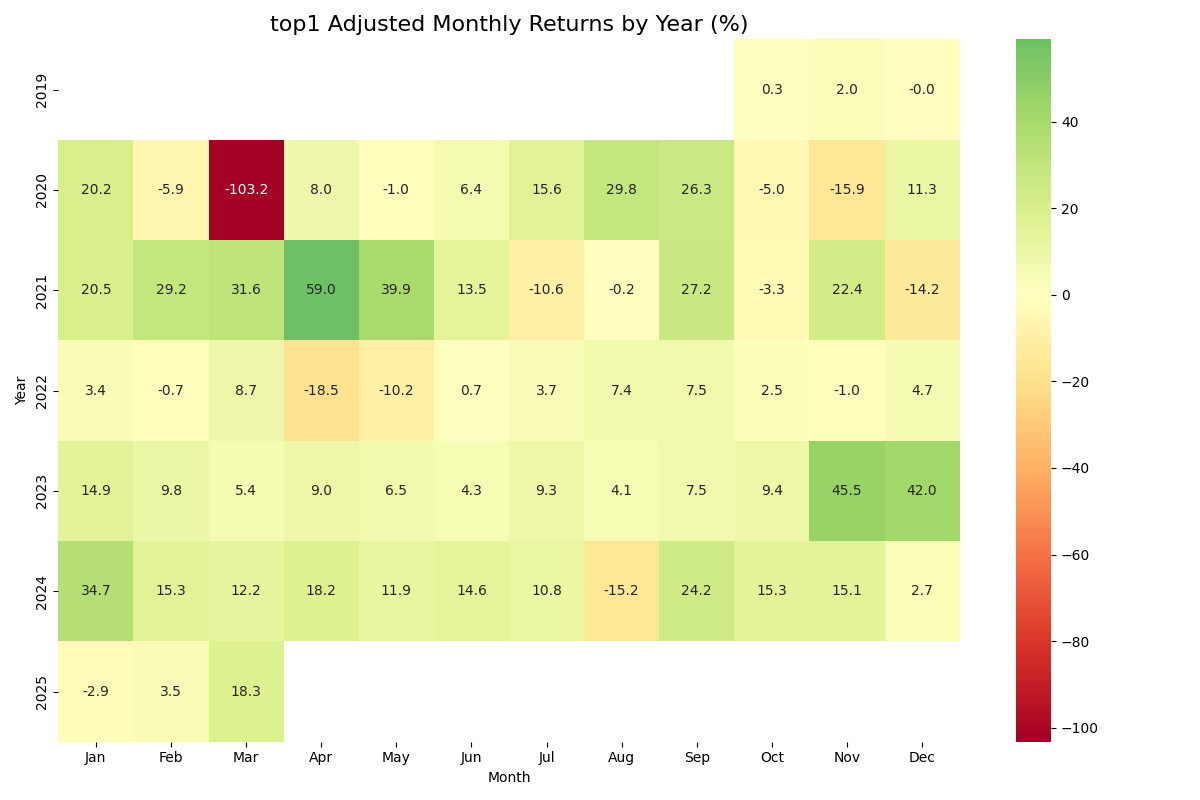 top1 Adjusted Monthly Returns by Year (%)
2019 0.3 2.0 -0.0
2020 20.2 -5.9 -103.2 8.0 -1.0 6.4 15.6 29.8 26.3 -5.0 -15.9 11.3
2021 20.5 29.2 31.6 59.0 39.9 13.5 -10.6 -0.2 27.2 -3.3 22.4 -14.2
2022 3.4 -0.7 8.7 -18.5 -10.2 0.7 3.7 7.4 7.5 2.5 -1.0 4.7
2023 14.9 9.8 5.4 9.0 6.5 4.3 9.3 4.1 7.5 9.4 45.5 42.0
2024 34.7 15.3 12.2 18.2 11.9 14.6 10.8 -15.2 24.2 15.3 15.1 2.7
2025 -2.9 3.5 18.3
Jan Feb Mar Apr May Jun Jul Aug Sep Oct Nov Dec
Month
Year
40
20
0
−20
−40
−60
−80
−100